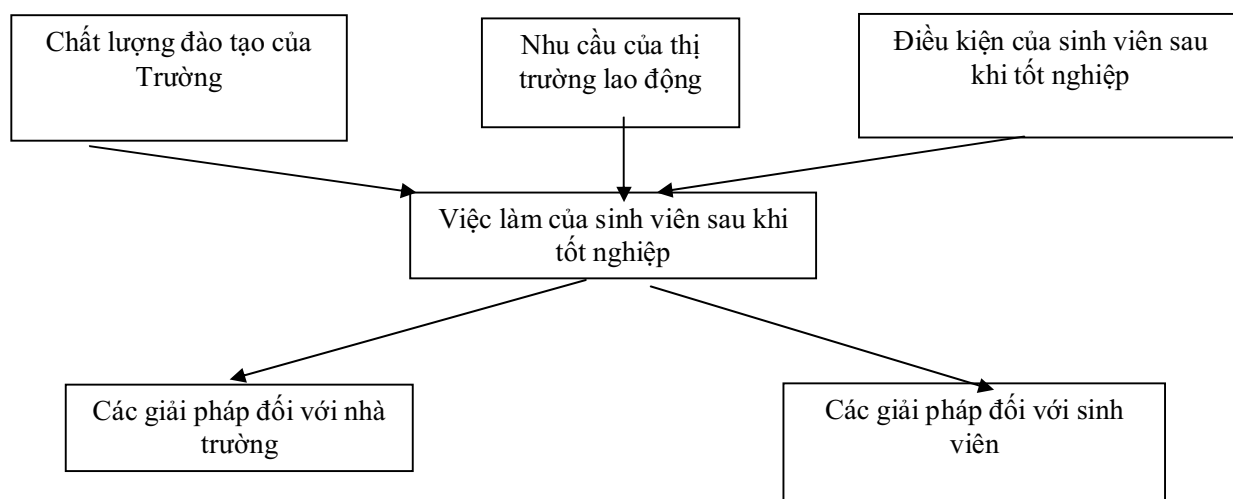 Chất lượng đào tạo của
Trường
Nhu cầu của thị
trường lao động
Điều kiện của sinh viên sau
khi tốt nghiệp
Việc làm của sinh viên sau khi
tốt nghiệp
Các giải pháp đối với nhà
trường
Các giải pháp đối với sinh
viên